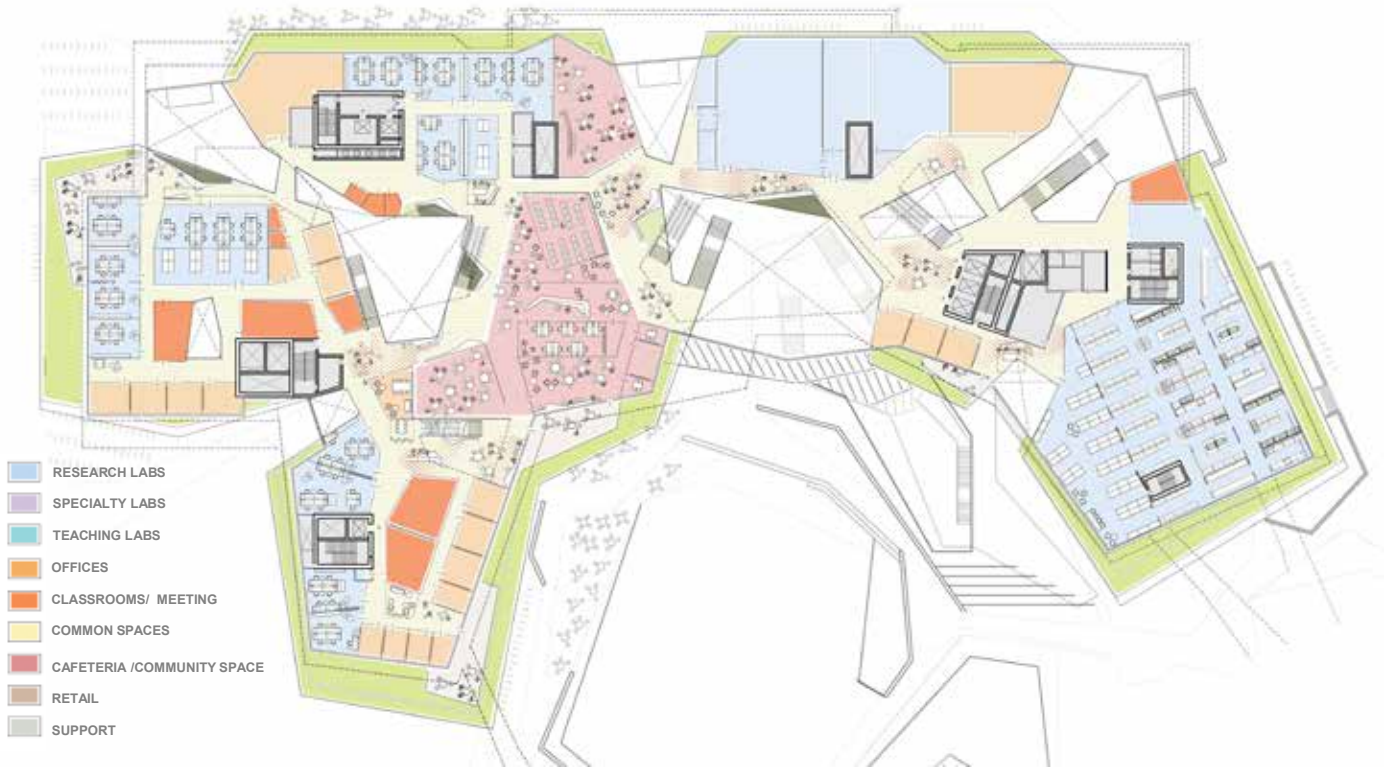 RESEARCH LABS
SPECIALTY LABS
TEACHING LABS
OFFICES
CLASSROOMS/ MEETING
COMMON SPACES
CAFETERIA /COMMUNITY SPACE
RETAIL
SUPPORT